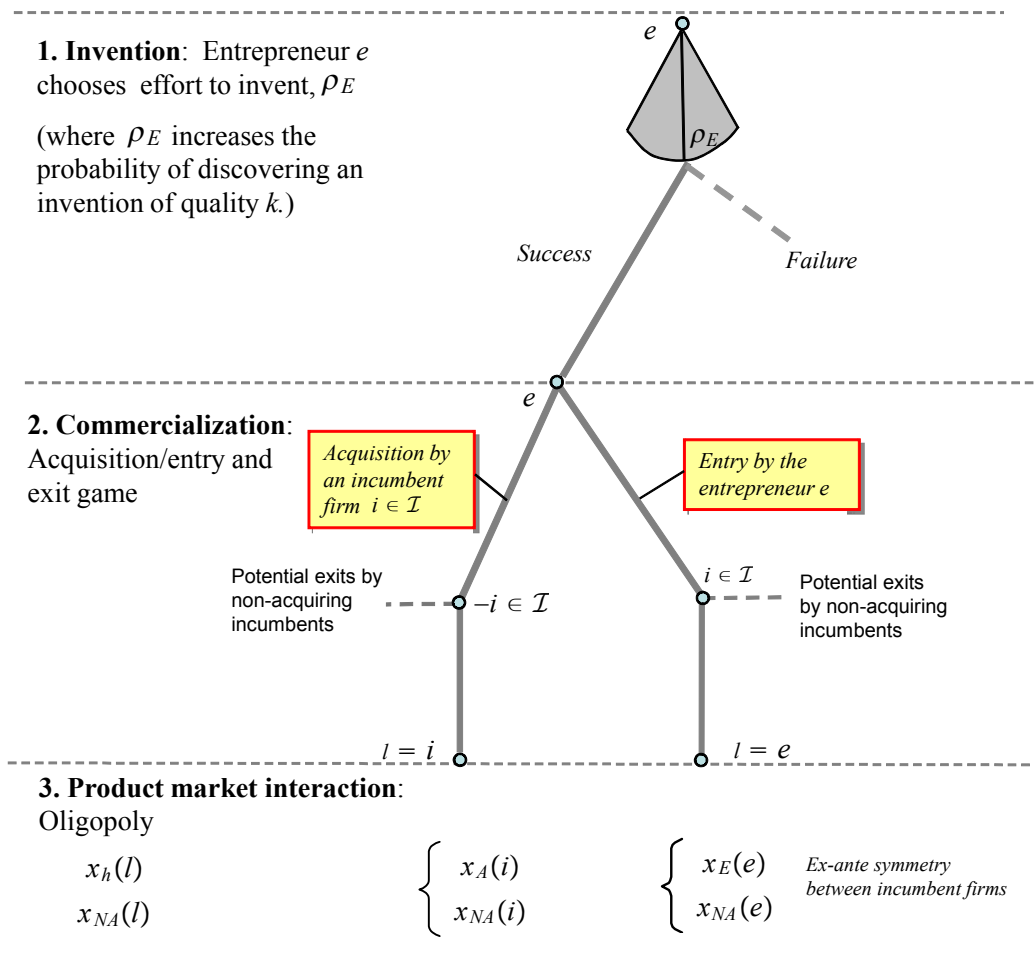 e
1. Invention: Entrepreneur e
chooses effort to invent, ρE
(where ρE increases the
probability of discovering an
invention of quality k.)
ρE
Success
Failure
e
2. Commercialization:
Acquisition/entry and
exit game
Acquisition by
an incumbent
firm i ∈ ℐ
Entry by the
entrepreneur e
Potential exits by
non-acquiring
incumbents
−i ∈ ℐ
i ∈ ℐ
Potential exits
by non-acquiring
incumbents
l = i
l = e
3. Product market interaction:
Oligopoly
xh(l)
xNA(l)
xA(i)
xNA(i)
xE(e)
xNA(e)
Ex-ante symmetry
between incumbent firms